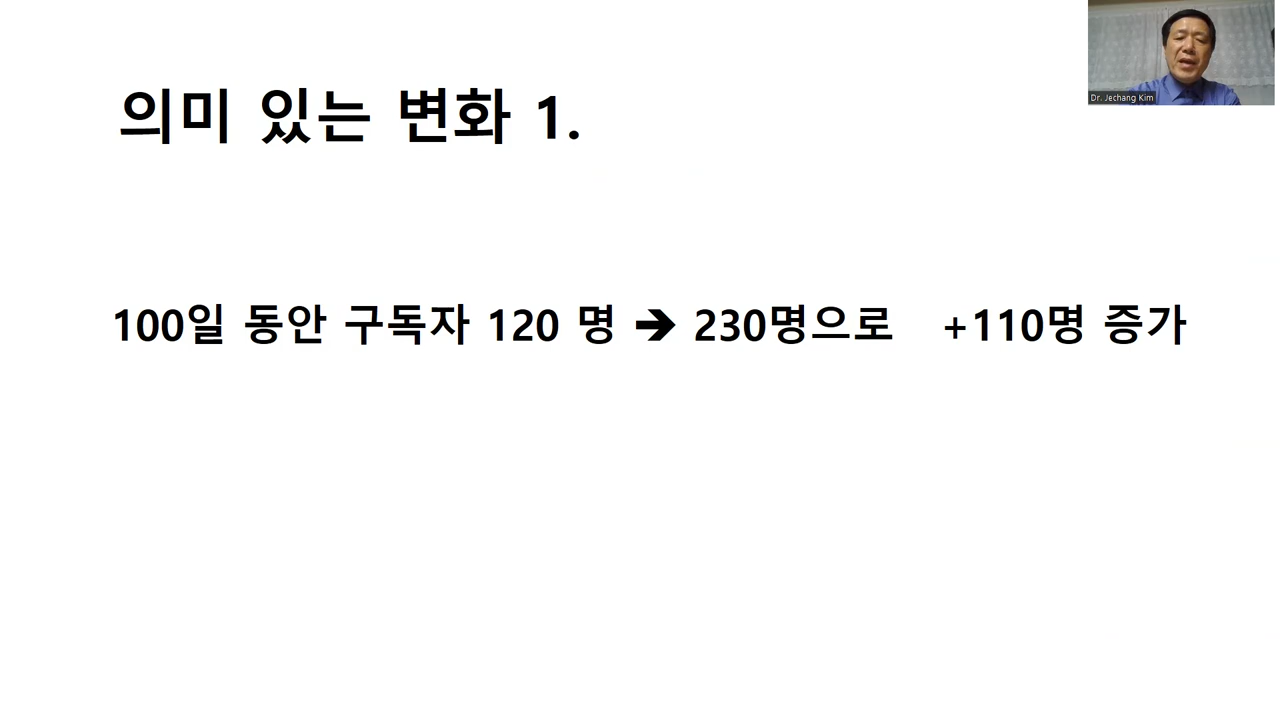 의미 있는 변화 1.
Dr. Jechang Kim
100일 동안 구독자 120 명 ➔ 230명으로 +110명 증가